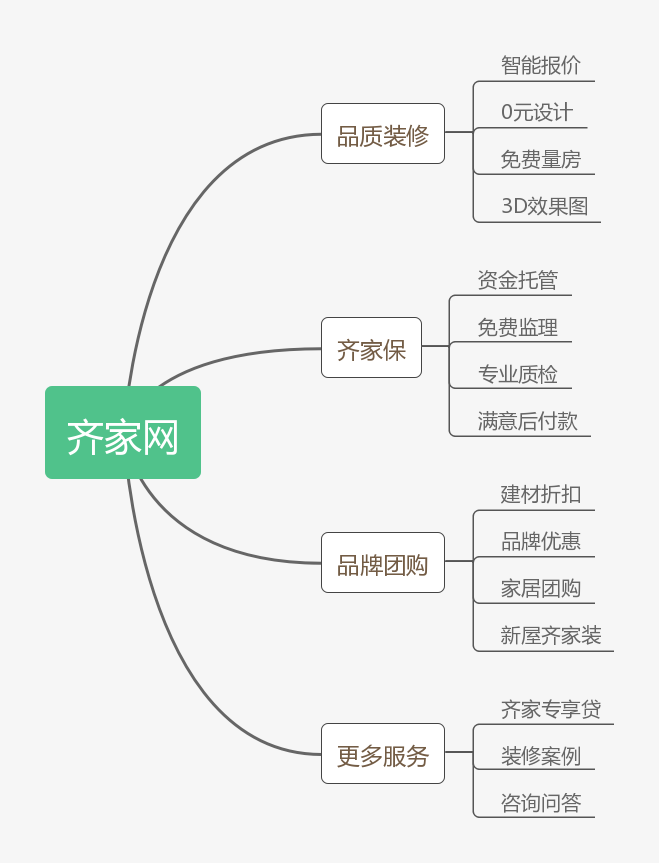 齐家网
品质装修
智能报价
0元设计
免费量房
3D效果图
齐家保
资金托管
免费监理
专业质检
满意后付款
品牌团购
建材折扣
品牌优惠
家居团购
新屋齐家装
更多服务
齐家专享贷
装修案例
咨询问答